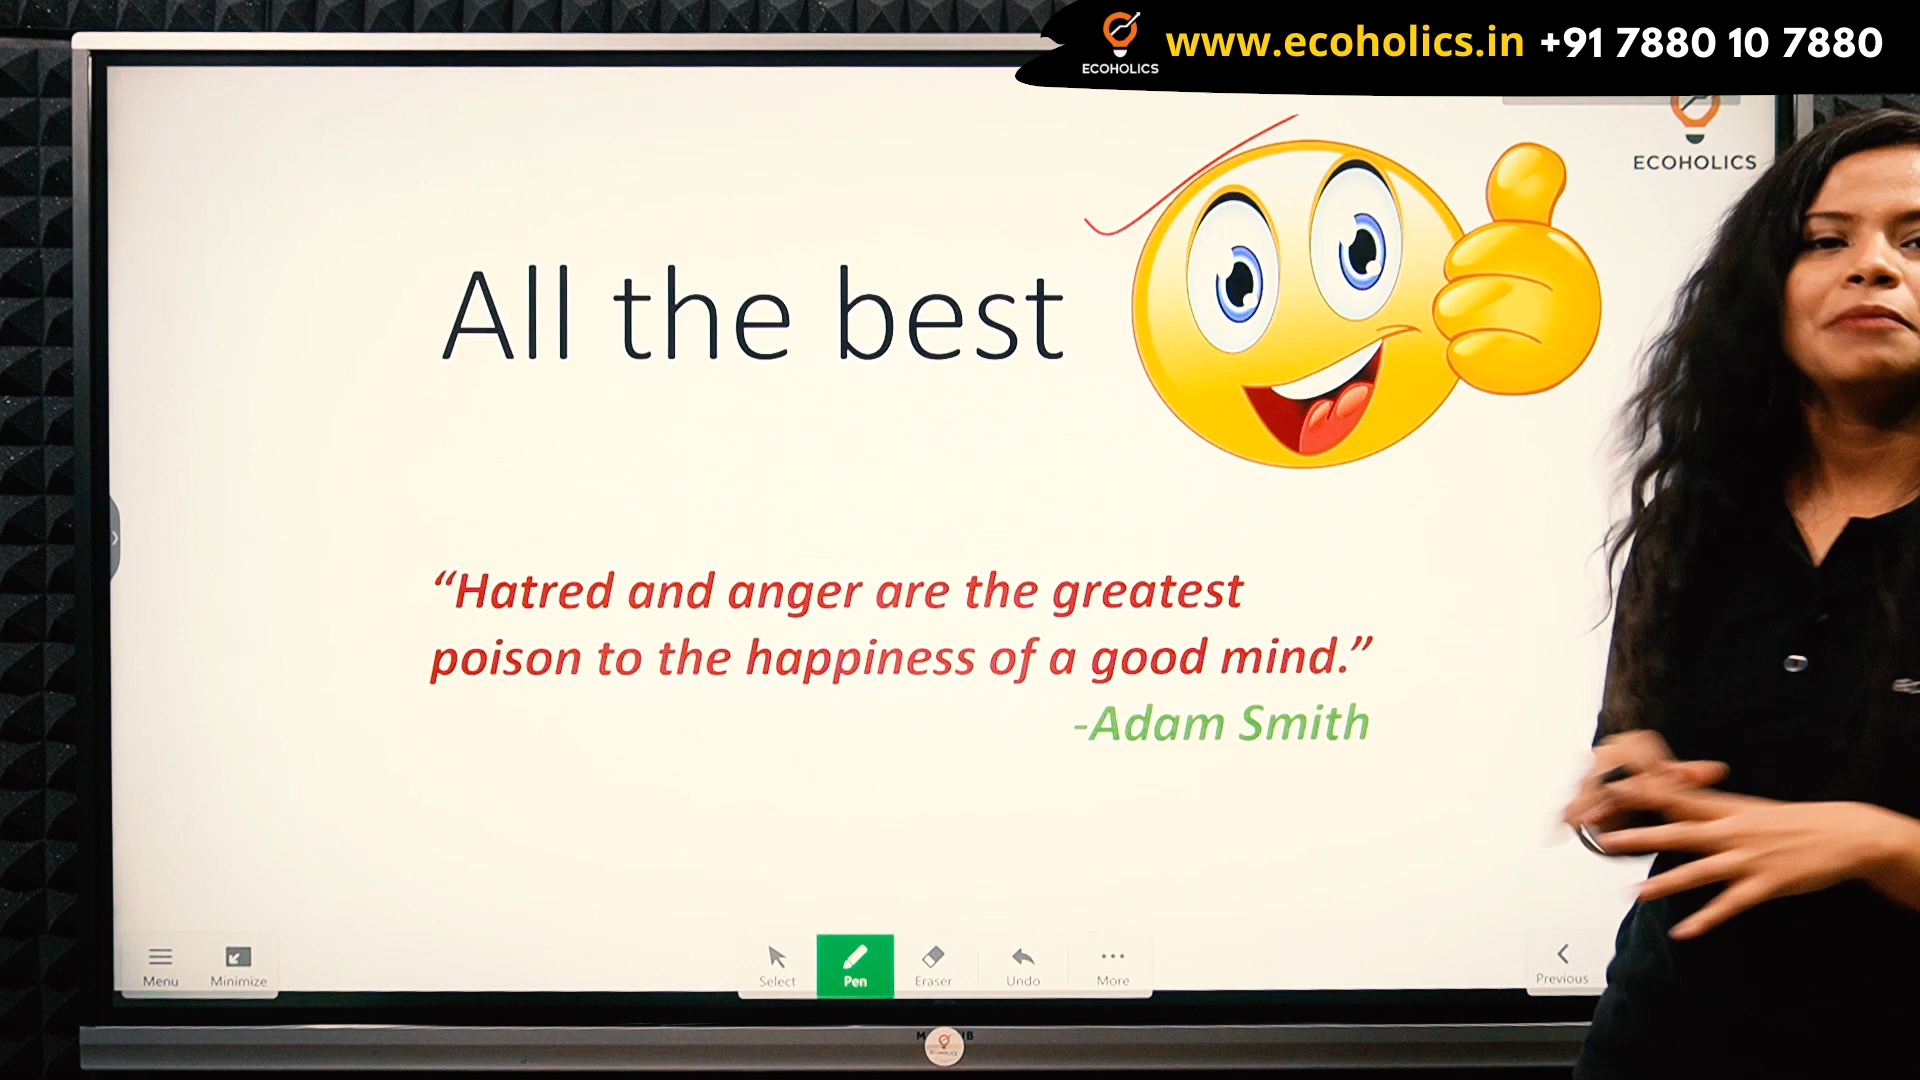 www.ecoholics.in +91 7880 10 7880
ECOHOLICS
ECOHOLICS
All the best
“Hatred and anger are the greatest
poison to the happiness of a good mind.”
-Adam Smith
Menu Minimize Select Pen Eraser Undo More Previous